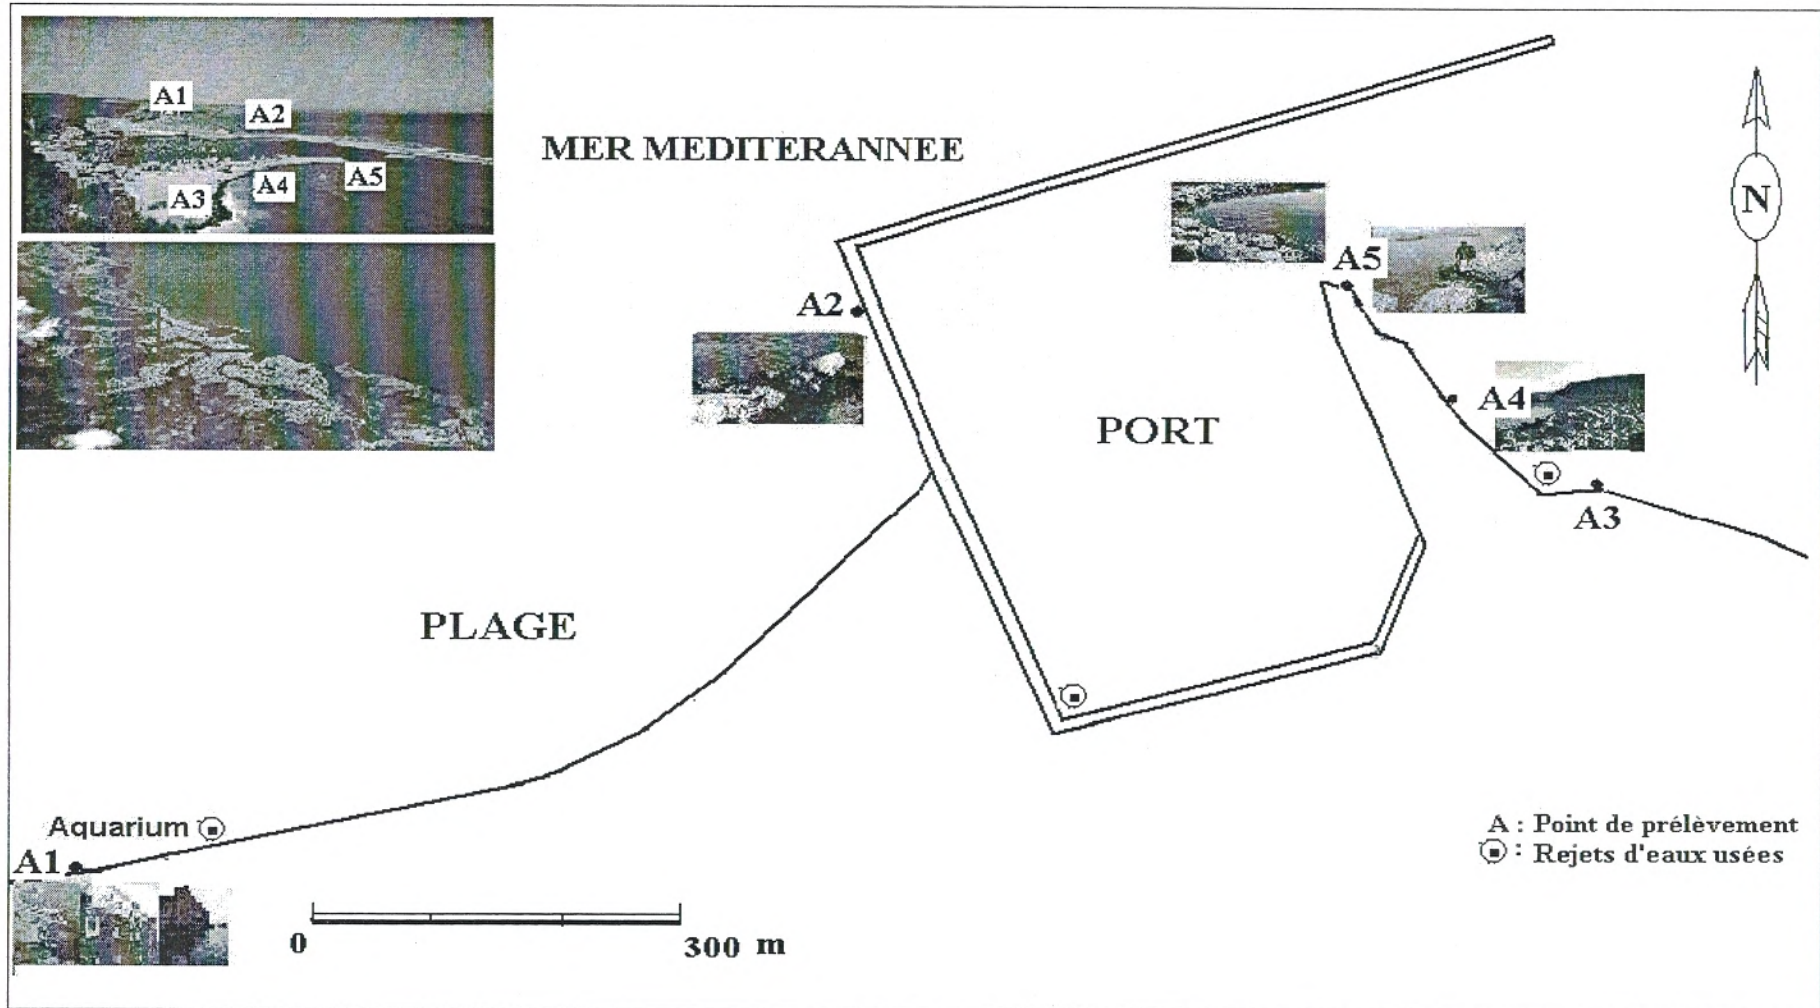 A1
A2
A3
A4
A5
MER MEDITERANNEE
N
A5
A2
A4
PORT
A3
PLAGE
Aquarium
A1
A : Point de prélèvement
: Rejets d'eaux usées
0
300 m